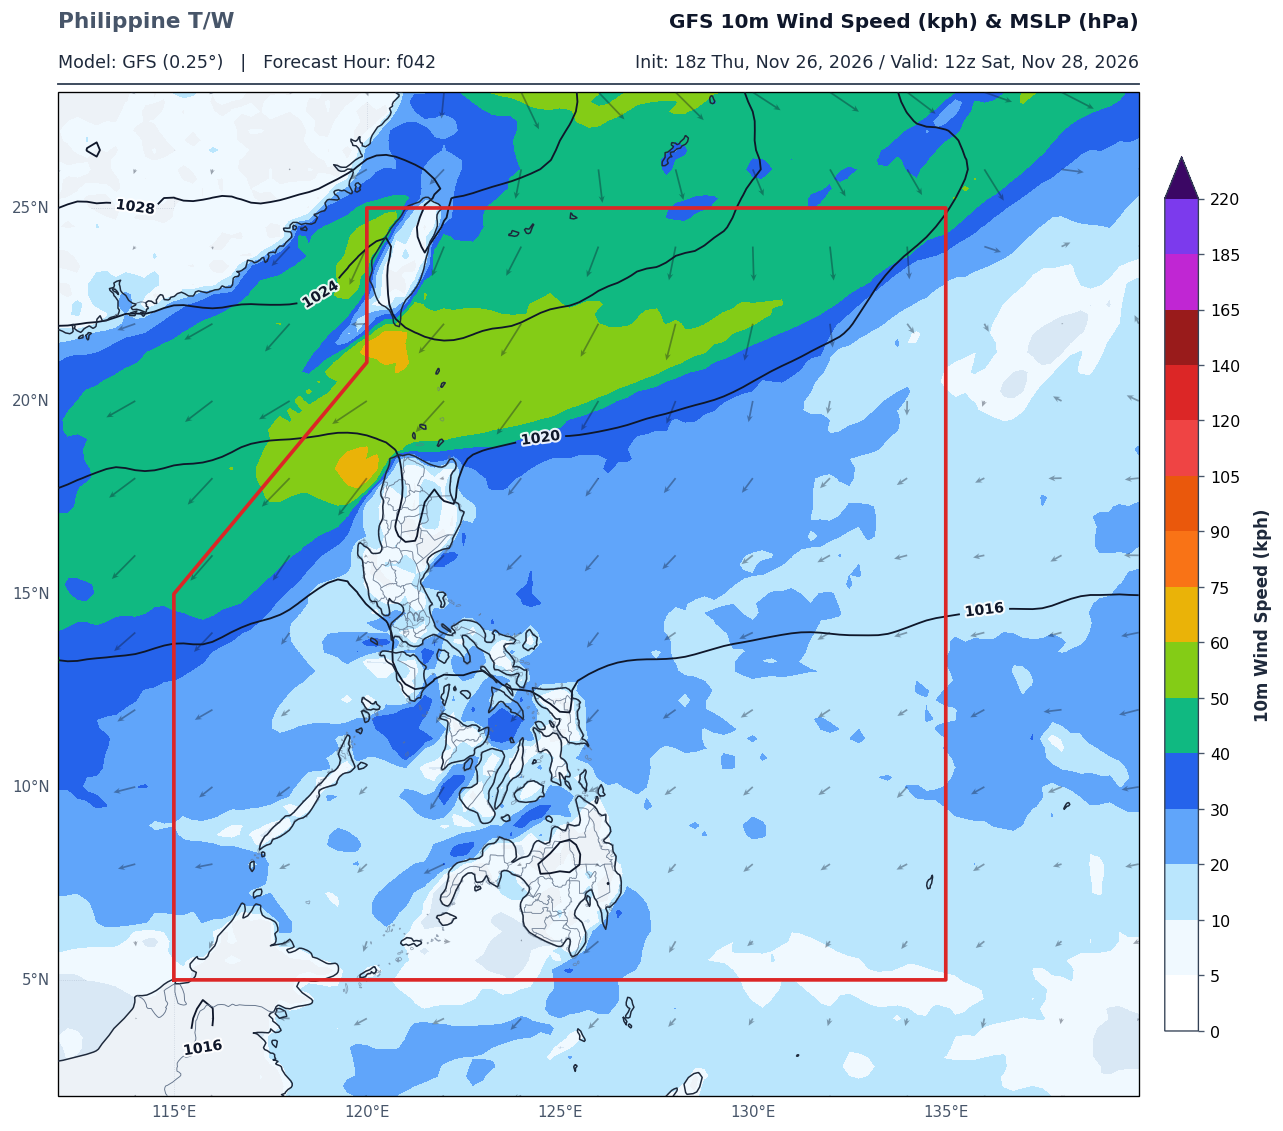 Philippine T/W
GFS 10m Wind Speed (kph) & MSLP (hPa)
Model: GFS (0.25°) | Forecast Hour: f042
Init: 18z Thu, Nov 26, 2026 / Valid: 12z Sat, Nov 28, 2026
25°N
20°N
15°N
10°N
5°N
115°E
120°E
125°E
130°E
135°E
1028
1024
1020
1016
1016
220
185
165
140
120
105
90
75
60
50
40
30
20
10
5
0
10m Wind Speed (kph)